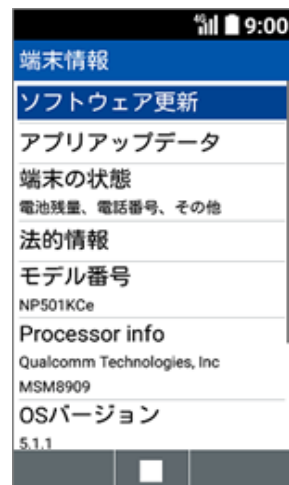 4G 9:00
端末情報
ソフトウェア更新
アプリアップデータ
端末の状態
電池残量、電話番号、その他
法的情報
モデル番号
NP501KCe
Processor info
Qualcomm Technologies, Inc
MSM8909
OSバージョン
5.1.1